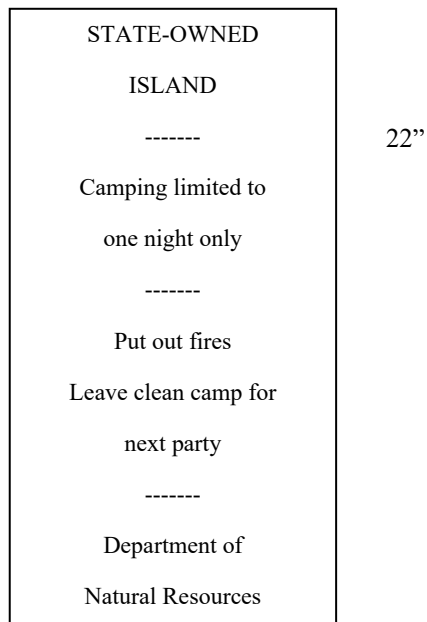 STATE-OWNED
ISLAND
-------
22”
Camping limited to
one night only
-------
Put out fires
Leave clean camp for
next party
-------
Department of
Natural Resources